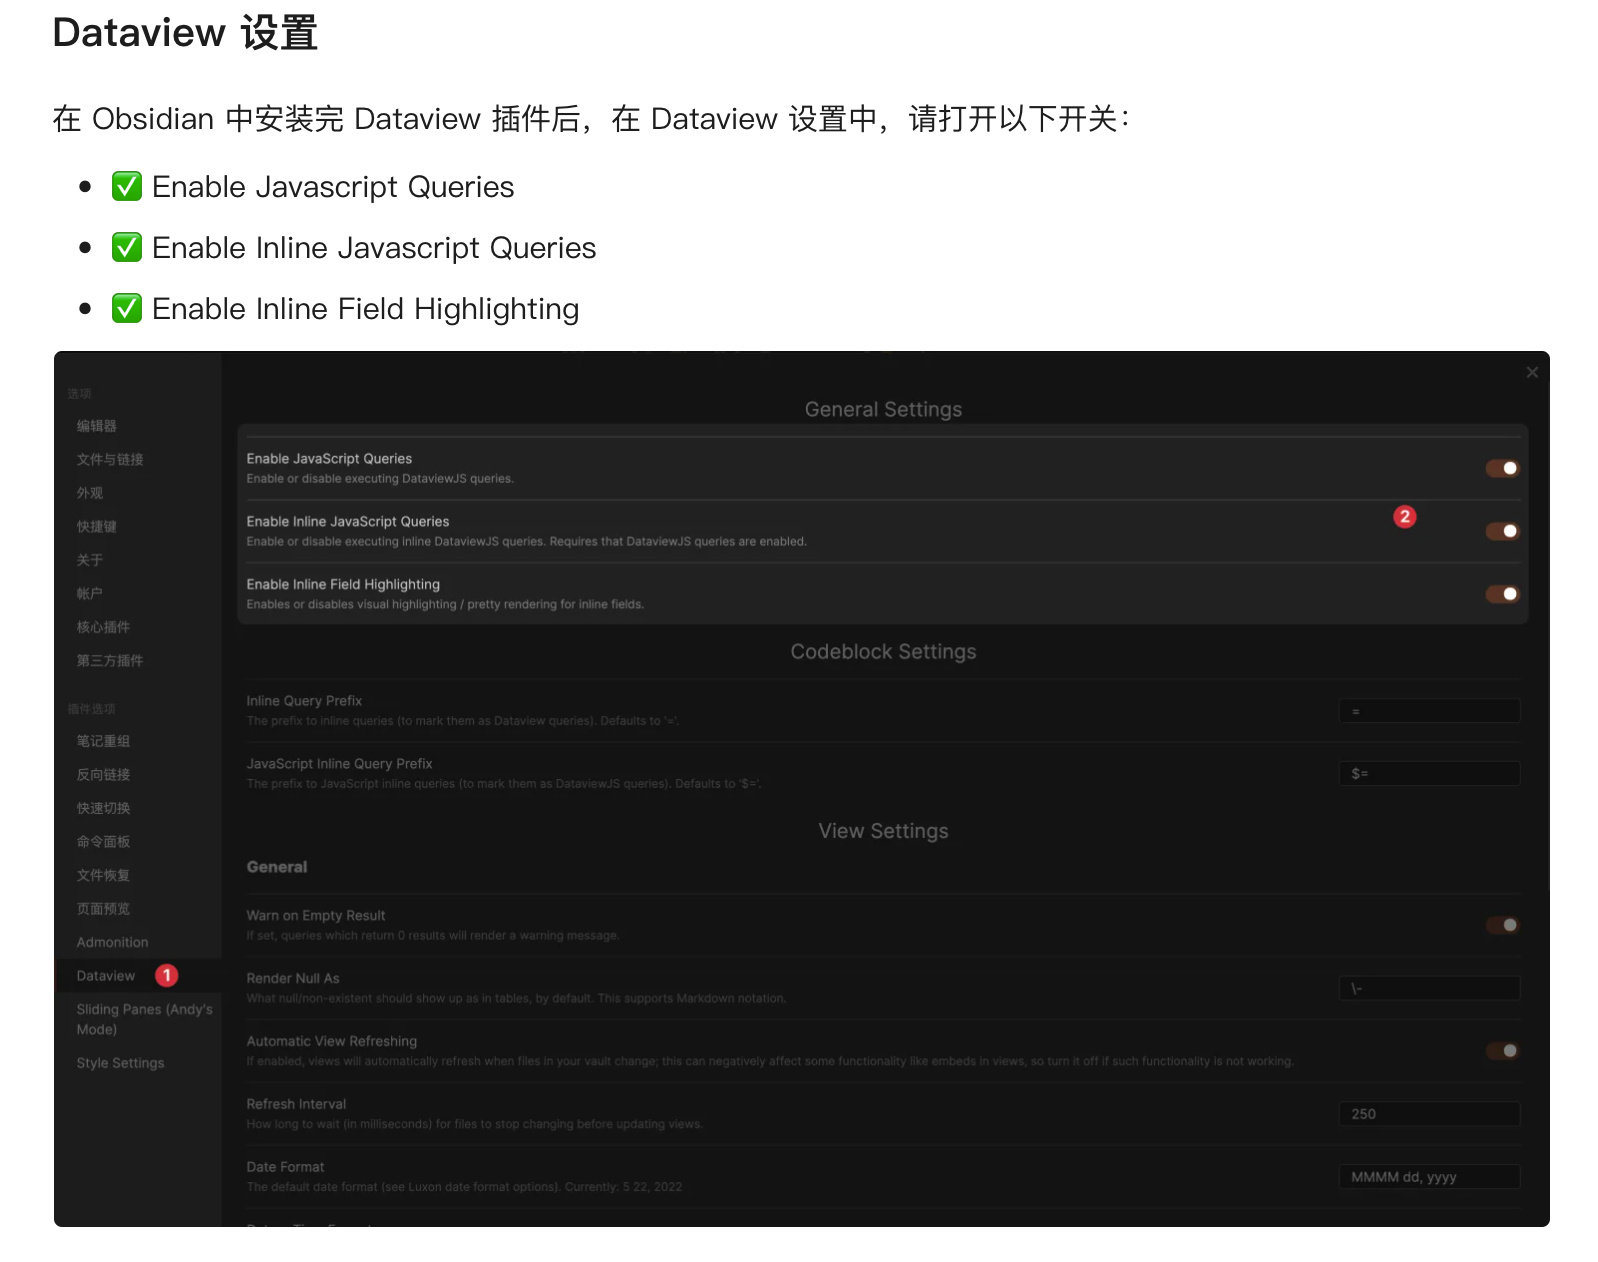 Dataview 设置
在 Obsidian 中安装完 Dataview 插件后，在 Dataview 设置中，请打开以下开关：
✅ Enable Javascript Queries
✅ Enable Inline Javascript Queries
✅ Enable Inline Field Highlighting
选项
编辑器
文件与链接
外观
快捷键
关于
帐户
核心插件
第三方插件
插件选项
笔记重组
反向链接
快速切换
命令面板
文件恢复
页面预览
Admonition
Dataview 1
Sliding Panes (Andy's
Mode)
Style Settings
General Settings
Enable JavaScript Queries
Enable or disable executing DataviewJS queries.
Enable Inline JavaScript Queries
Enable or disable executing inline DataviewJS queries. Requires that DataviewJS queries are enabled.
2
Enable Inline Field Highlighting
Enables or disables visual highlighting / pretty rendering for inline fields.
Codeblock Settings
Inline Query Prefix
The prefix to inline queries (to mark them as Dataview queries). Defaults to '='.
=
JavaScript Inline Query Prefix
The prefix to JavaScript inline queries (to mark them as DataviewJS queries). Defaults to '$='.
$=
View Settings
General
Warn on Empty Result
If set, queries which return 0 results will render a warning message.
Render Null As
What null/non-existent should show up as in tables, by default. This supports Markdown notation.
\-
Automatic View Refreshing
If enabled, views will automatically refresh when files in your vault change; this can negatively affect some functionality like embeds in views, so turn it off if such functionality is not working.
Refresh Interval
How long to wait (in milliseconds) for files to stop changing before updating views.
250
Date Format
The default date format (see Luxon date format options). Currently: 5 22, 2022
MMMM dd, yyyy